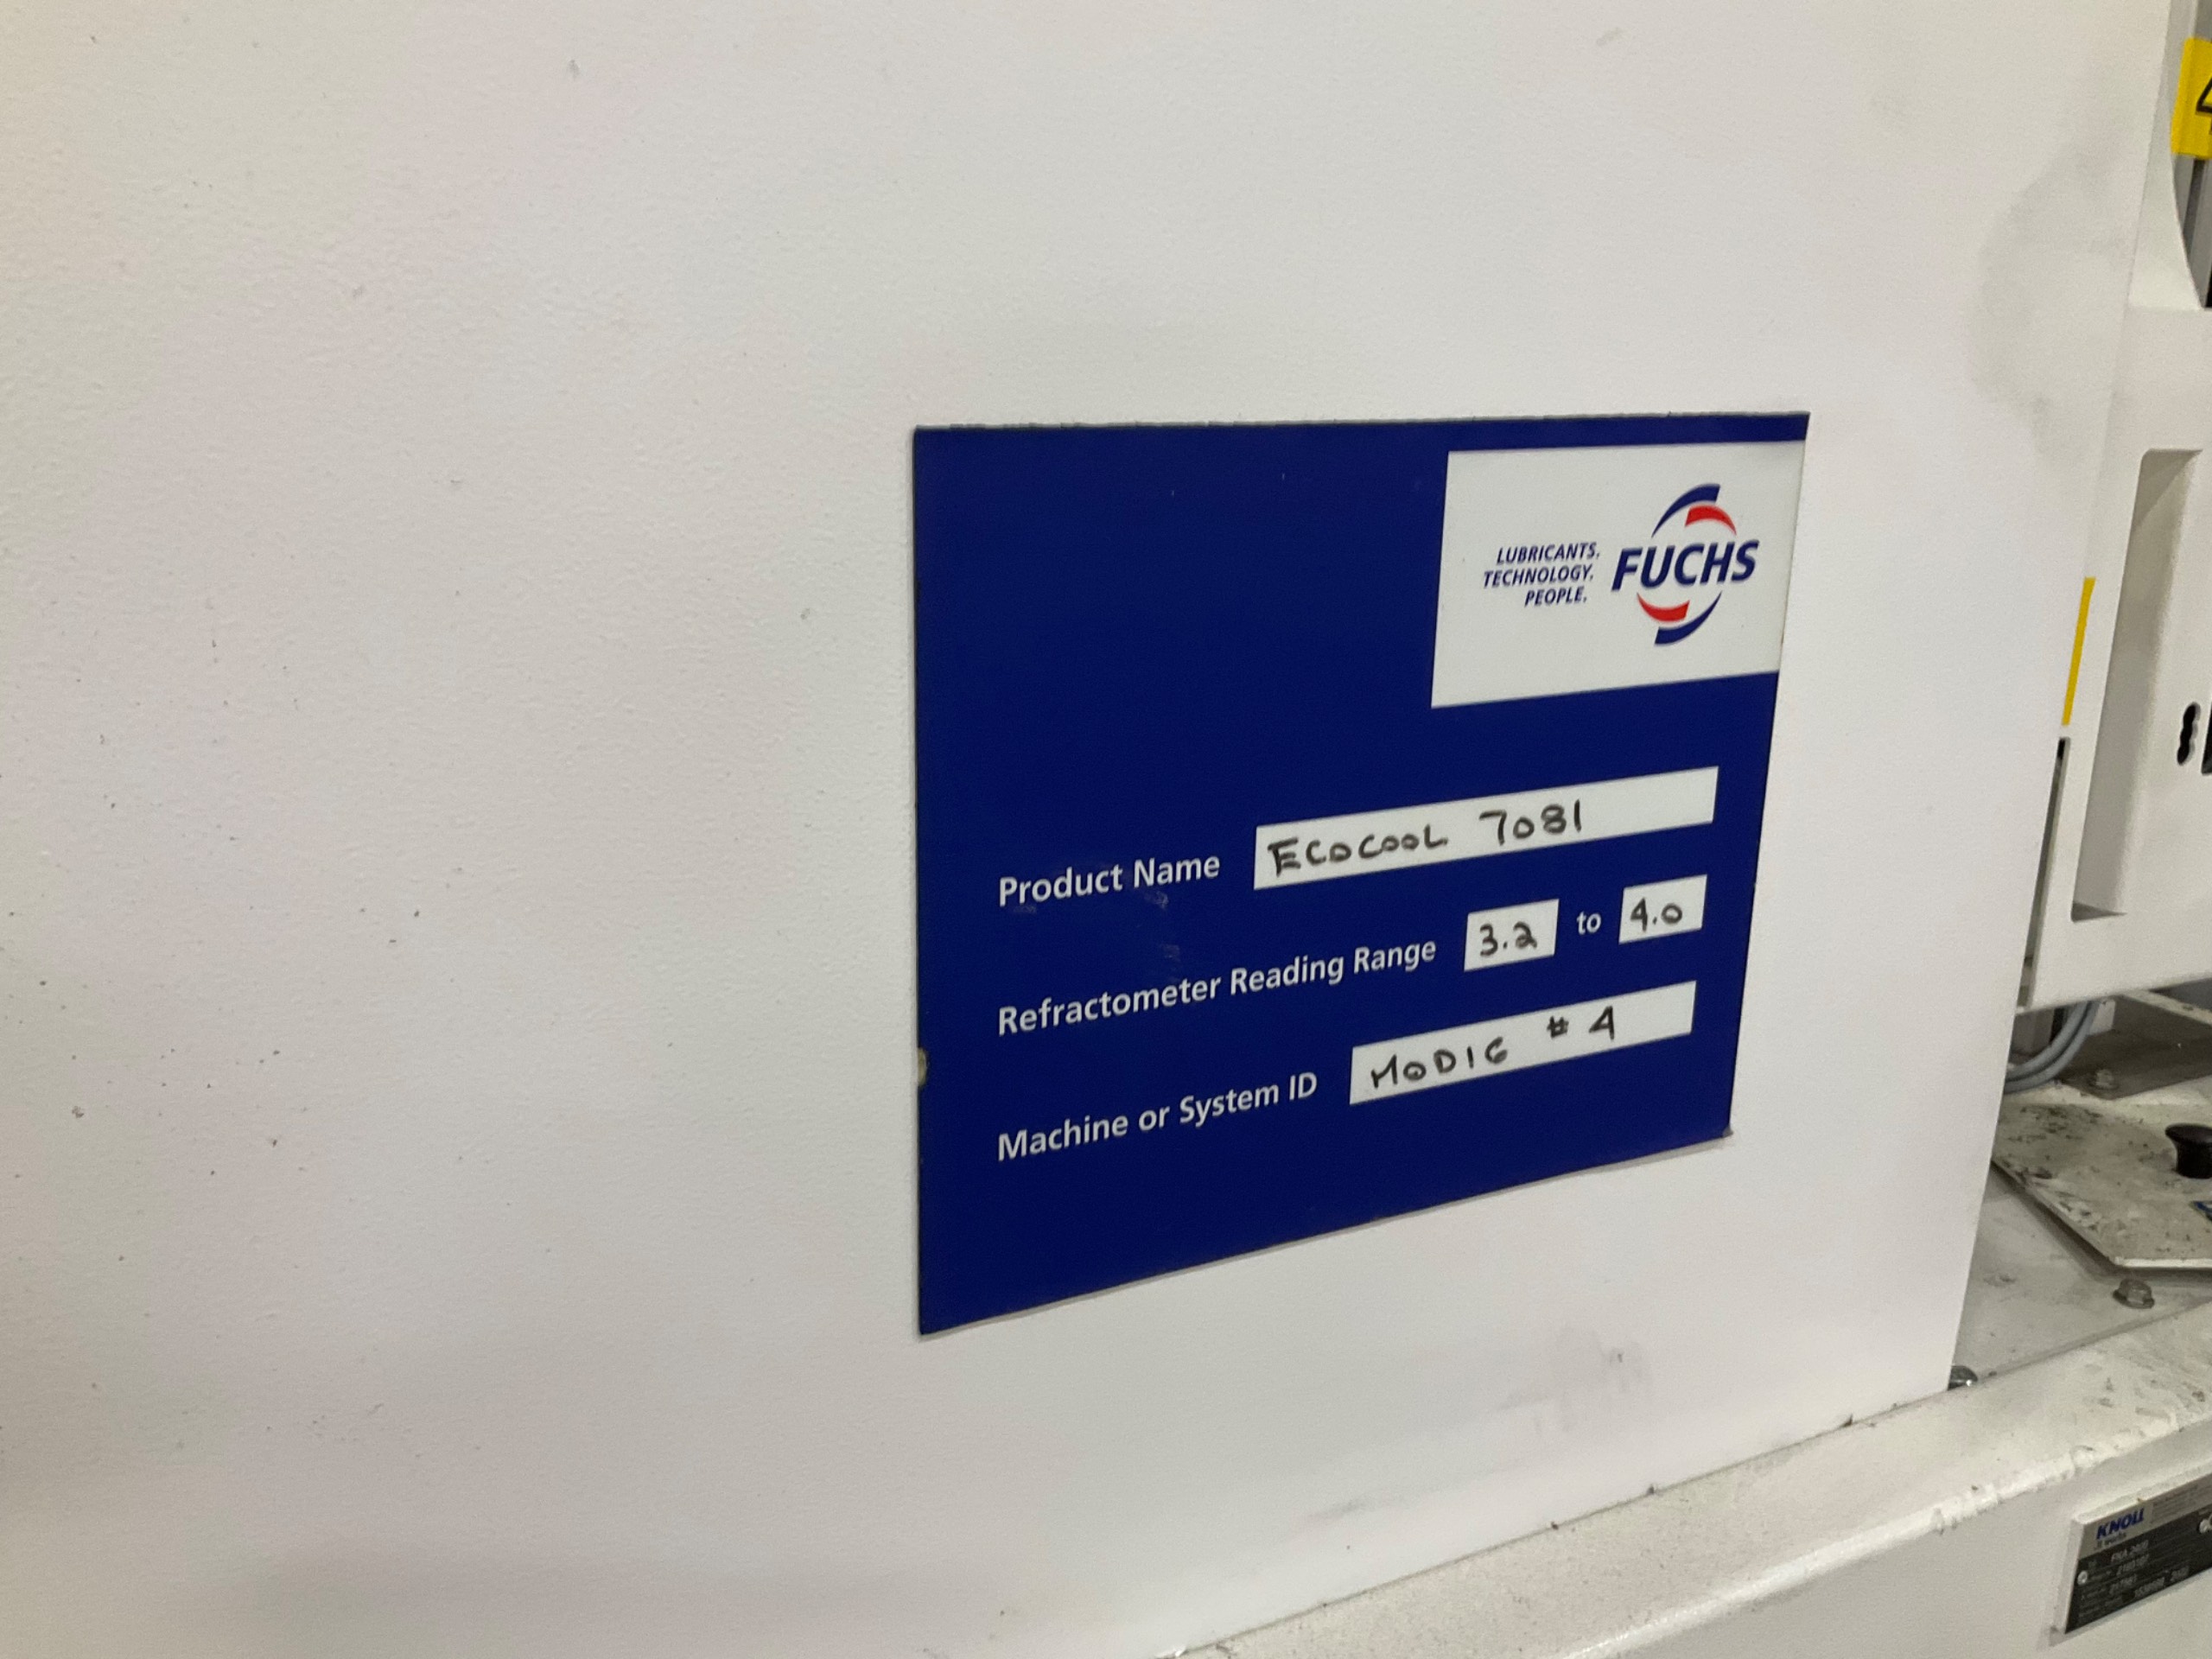 LUBRICANTS.
TECHNOLOGY.
PEOPLE.
FUCHS
Product Name ECOCOOL 7081
Refractometer Reading Range 3.2 to 4.0
Machine or System ID MODIG # 4
KNOLL